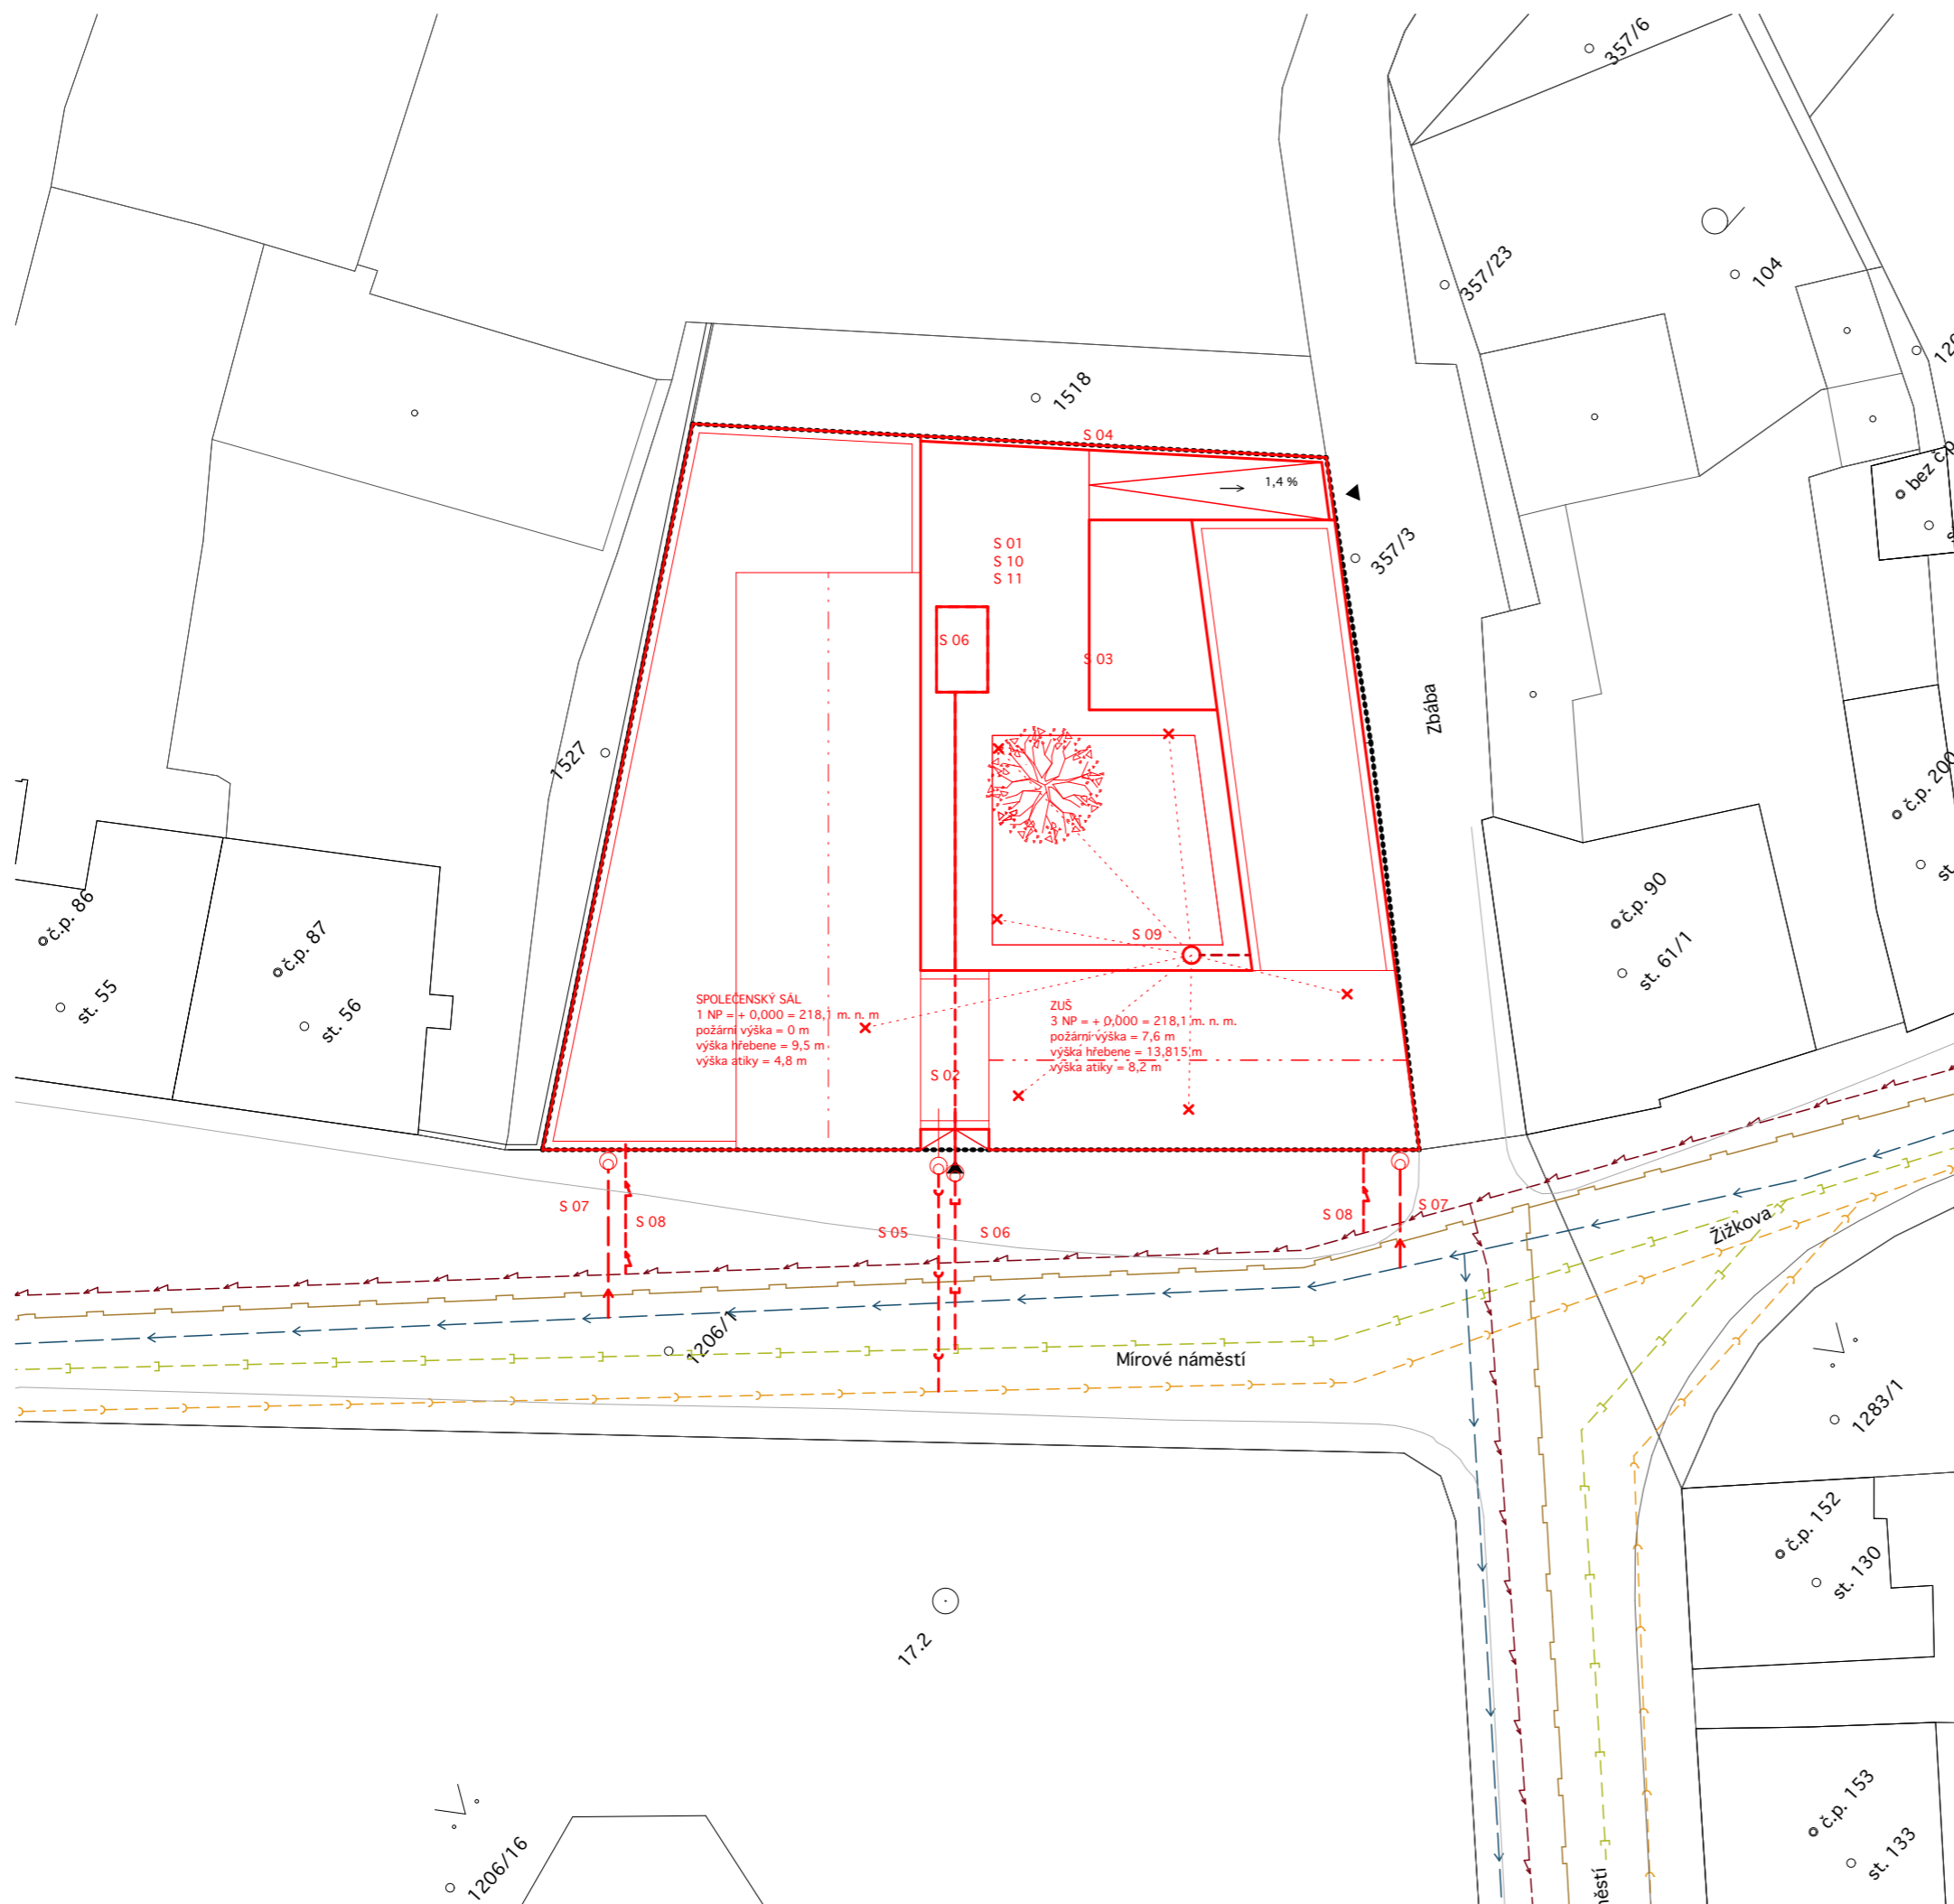 357/6
357/23
104
1518
S 04
1,4 %
bez č.p
357/3
S 01
S 10
S 11
S 06
S 03
Zbába
1527
č.p. 200
č.p. 86
č.p. 87
č.p. 90
st. 55
st. 56
st. 61/1
S 09
SPOLEČENSKÝ SÁL
1 NP = + 0,000 = 218,1 m. n. m
požární výška = 0 m
výška hřebene = 9,5 m
výška atiky = 4,8 m
ZUŠ
3 NP = + 0,000 = 218,1 m. n. m.
požární výška = 7,6 m
výška hřebene = 13,815 m
výška atiky = 8,2 m
S 02
S 07
S 08
S 05
S 06
S 08
S 07
Žižkova
1206/1
Mírové náměstí
1283/1
č.p. 152
st. 130
17.2
č.p. 153
st. 133
1206/16